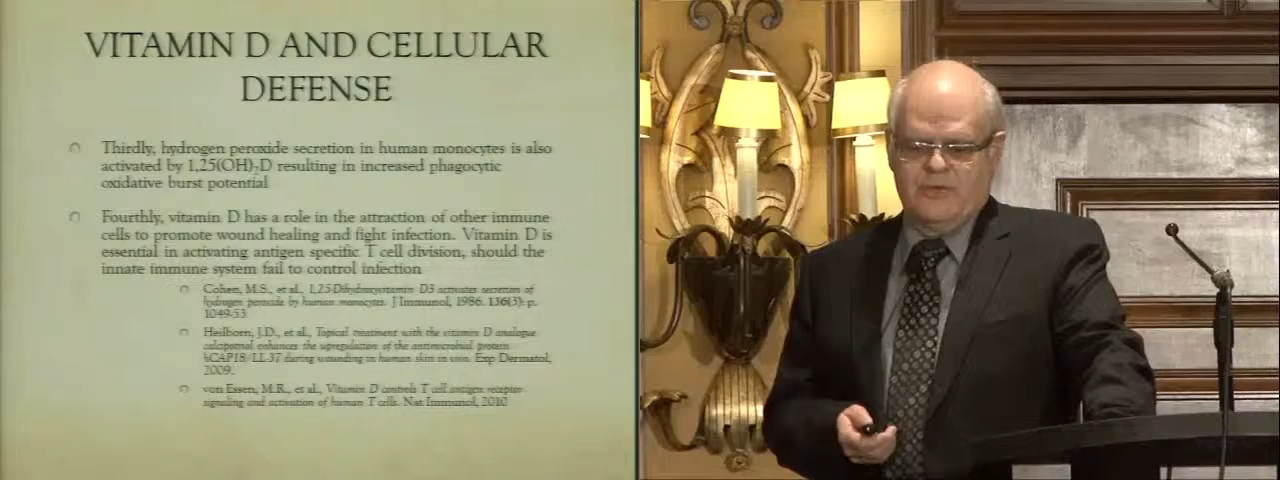 VITAMIN D AND CELLULAR
DEFENSE
Thirdly, hydrogen peroxide secretion in human monocytes is also
activated by 1,25(OH)₂D resulting in increased phagocytic
oxidative burst potential
Fourthly, vitamin D has a role in the attraction of other immune
cells to promote wound healing and fight infection. Vitamin D is
essential in activating antigen specific T cell division, should the
innate immune system fail to control infection
Cohen, M.S., et al., 1,25-Dihydroxyvitamin D3 activates secretion of
hydrogen peroxide by human monocytes. J Immunol, 1986. 136(3): p.
1049-53
Heilborn, J.D., et al., Topical treatment with the vitamin D analogue
calcipotriol enhances the upregulation of the antimicrobial protein
hCAP18/LL-37 during wounding in human skin in vivo. Exp Dermatol,
2009.
von Essen, M.R., et al., Vitamin D controls T cell antigen receptor
signaling and activation of human T cells. Nat Immunol, 2010